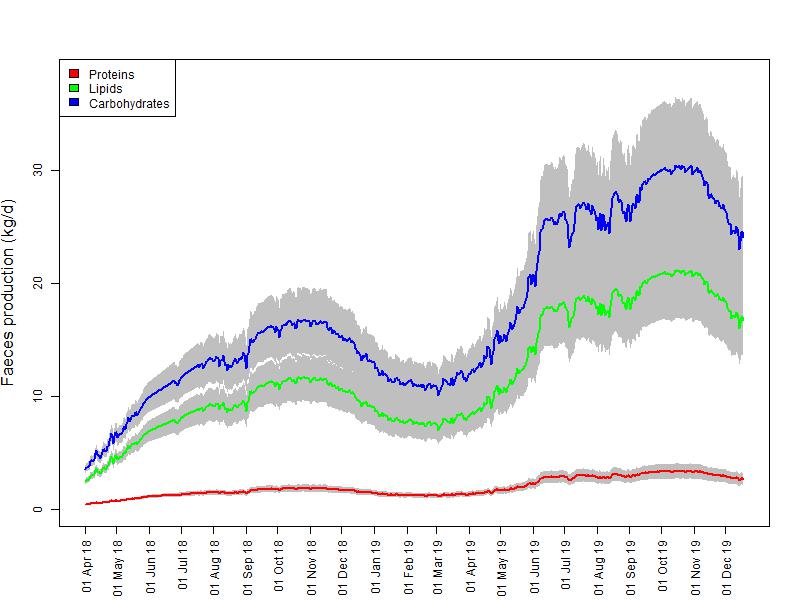 Proteins
Lipids
Carbohydrates
Faeces production (kg/d)
30
20
10
0
01 Apr 18
01 May 18
01 Jun 18
01 Jul 18
01 Aug 18
01 Sep 18
01 Oct 18
01 Nov 18
01 Dec 18
01 Jan 19
01 Feb 19
01 Mar 19
01 Apr 19
01 May 19
01 Jun 19
01 Jul 19
01 Aug 19
01 Sep 19
01 Oct 19
01 Nov 19
01 Dec 19